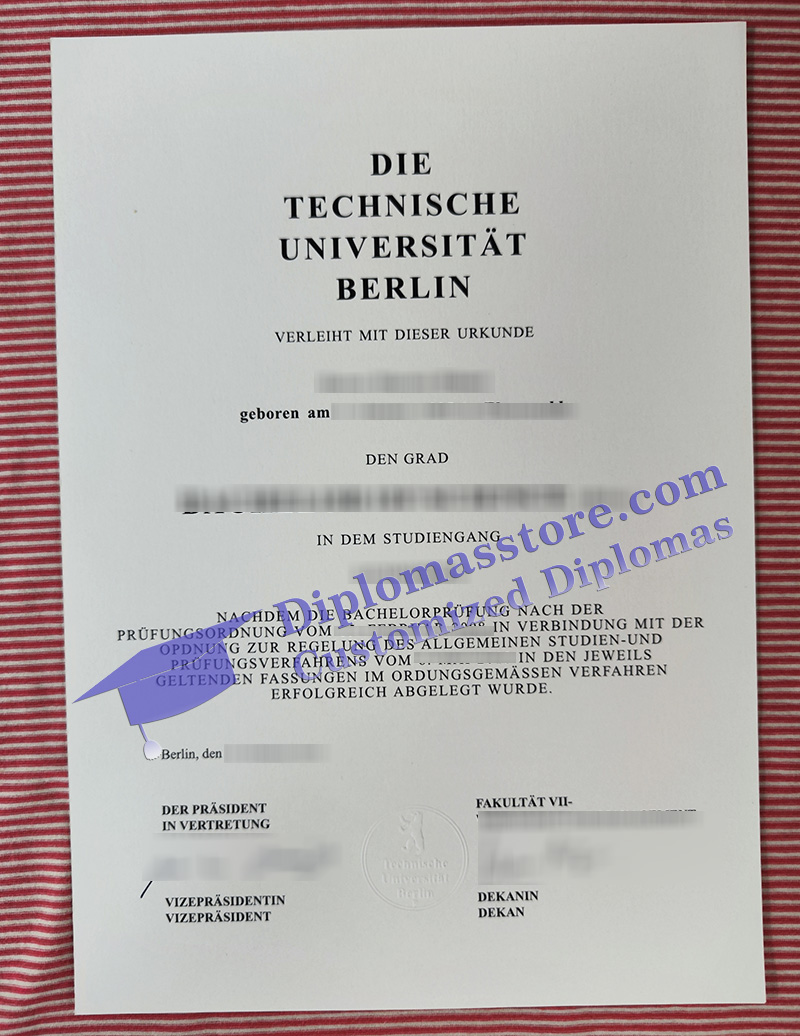 DIE
TECHNISCHE
UNIVERSITÄT
BERLIN
VERLEIHT MIT DIESER URKUNDE
geboren am
DEN GRAD
IN DEM STUDIENGANG
NACHDEM DIE BACHELORPRÜFUNG NACH DER
PRÜFUNGSORDNUNG VOM IN VERBINDUNG MIT DER
OPDNUNG ZUR REGELUNG DES ALLGEMEINEN STUDIEN-UND
PRÜFUNGSVERFAHRENS VOM IN DEN JEWEILS
GELTENDEN FASSUNGEN IM ORDUNGSGEMÄSSEN VERFAHREN
ERFOLGREICH ABGELEGT WURDE.
Diplomasstore.com
Customized Diplomas
Berlin, den
DER PRÄSIDENT
IN VERTRETUNG
VIZEPRÄSIDENTIN
VIZEPRÄSIDENT
Technische
Universität
Berlin
FAKULTÄT VII-
DEKANIN
DEKAN